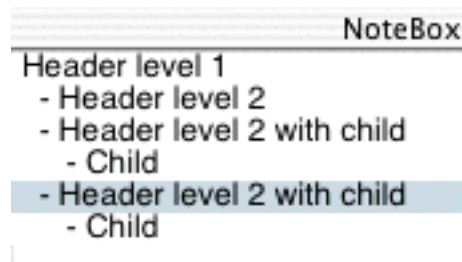 NoteBox
Header level 1
- Header level 2
- Header level 2 with child
- Child
- Header level 2 with child
- Child